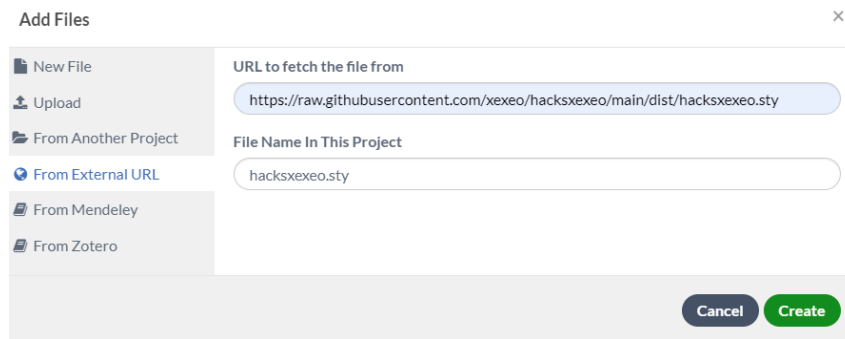 Add Files
×
New File
Upload
From Another Project
From External URL
From Mendeley
From Zotero
URL to fetch the file from
https://raw.githubusercontent.com/xexeo/hacksxexeo/main/dist/hacksxexeo.sty
File Name In This Project
hacksxexeo.sty
Cancel
Create